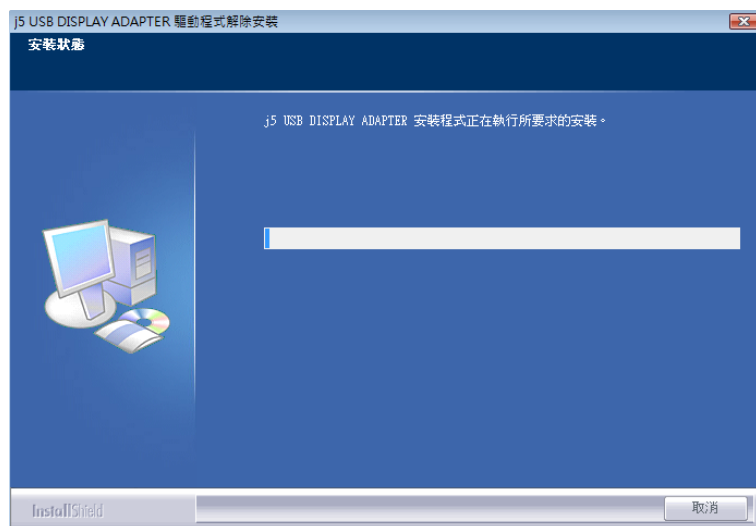 j5 USB DISPLAY ADAPTER 驅動程式解除安裝
安裝狀態
j5 USB DISPLAY ADAPTER 安裝程式正在執行所要求的安裝。
InstallShield
取消